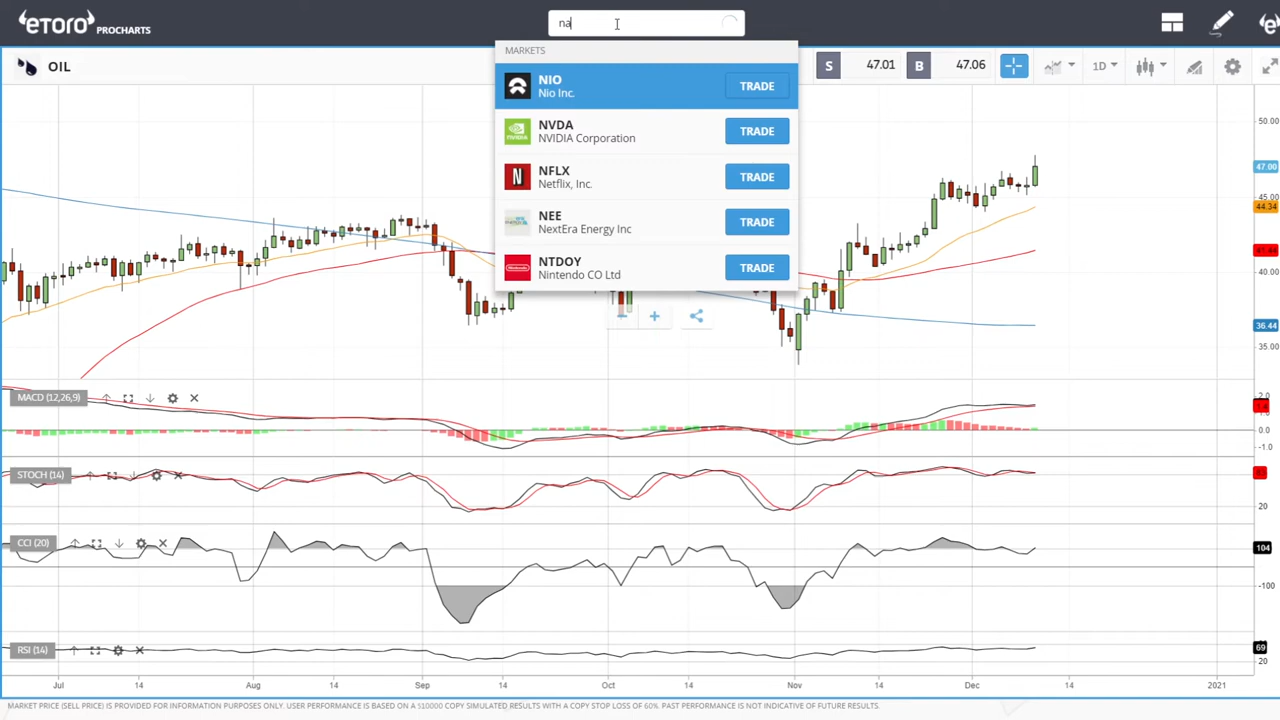 eToro PROCHARTS
na
MARKETS
NIO
Nio Inc.
TRADE
NVDA
NVIDIA Corporation
TRADE
NFLX
Netflix, Inc.
TRADE
NEE
NextEra Energy Inc
TRADE
NTDOY
Nintendo CO Ltd
TRADE
OIL
S 47.01 B 47.06 1D
50.00
47.00
45.00
44.34
40.00
36.44
35.00
MACD (12,26,9)
2.0
0.0
-1.0
STOCH (14)
20
CCI (20)
104
-100
RSI (14)
69
20
Jul 14 Aug 14 Sep 14 Oct 14 Nov 14 Dec 14 2021
MARKET PRICE (SELL PRICE) IS PROVIDED FOR INFORMATION PURPOSES ONLY. USER PERFORMANCE IS BASED ON A $10000 COPY SIMULATED RESULTS WITH A COPY STOP LOSS OF 60%. PAST PERFORMANCE IS NOT INDICATIVE OF FUTURE RESULTS.